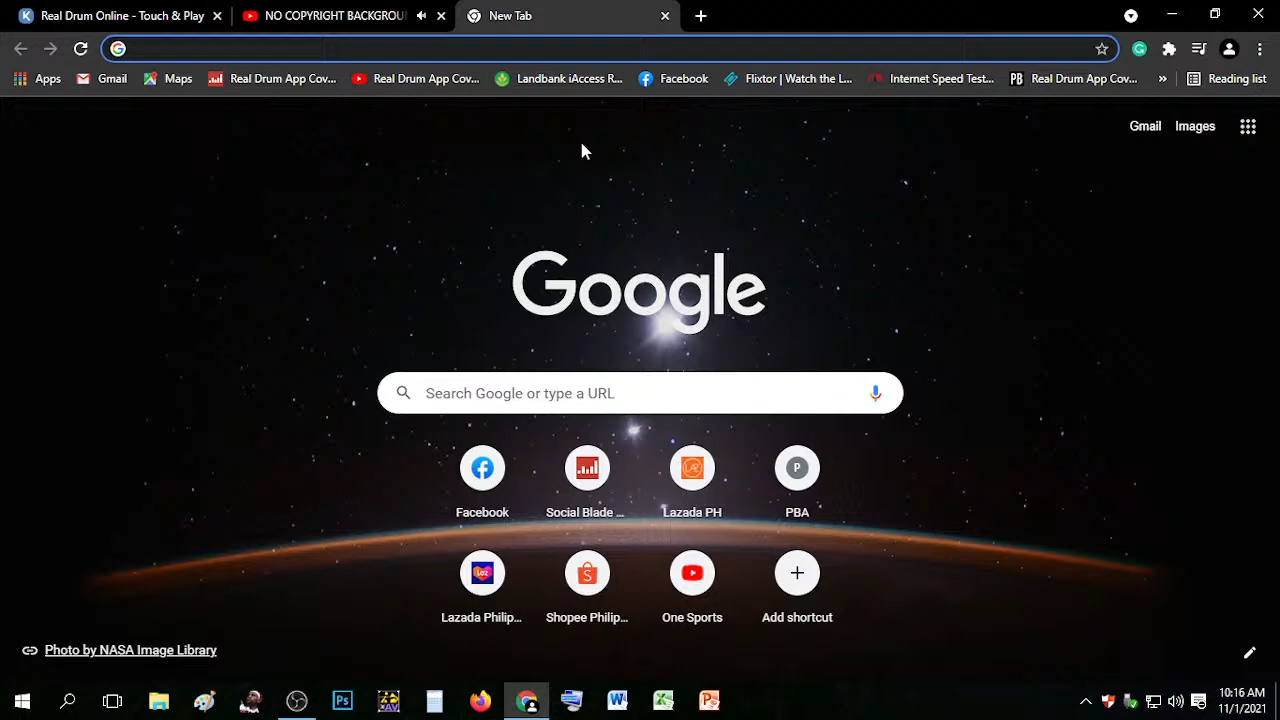 Real Drum Online - Touch & Play
NO COPYRIGHT BACKGROU
New Tab
Apps
Gmail
Maps
Real Drum App Cov...
Real Drum App Cov...
Landbank iAccess R...
Facebook
Flixtor | Watch the L...
Internet Speed Test...
PB
Real Drum App Cov...
»
Reading list
Gmail
Images
Google
Search Google or type a URL
P
Facebook
Social Blade ...
Lazada PH
PBA
Lazada Philip...
Shopee Philip...
One Sports
Add shortcut
Photo by NASA Image Library
Ps
10:16 AM
11/1/2021